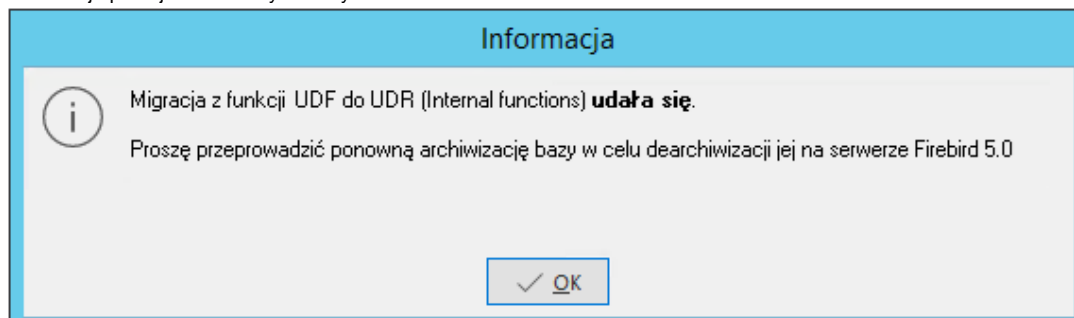 Informacja
Migracja z funkcji UDF do UDR (Internal functions) udała się.
Proszę przeprowadzić ponowną archiwizację bazy w celu dearchiwizacji jej na serwerze Firebird 5.0
OK